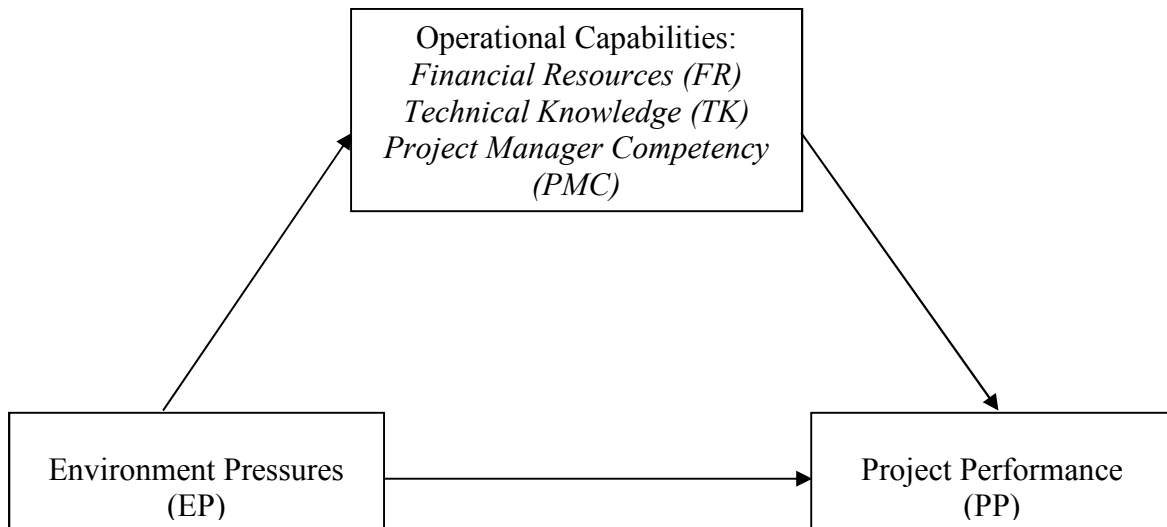 Operational Capabilities:
Financial Resources (FR)
Technical Knowledge (TK)
Project Manager Competency
(PMC)
Environment Pressures
(EP)
Project Performance
(PP)